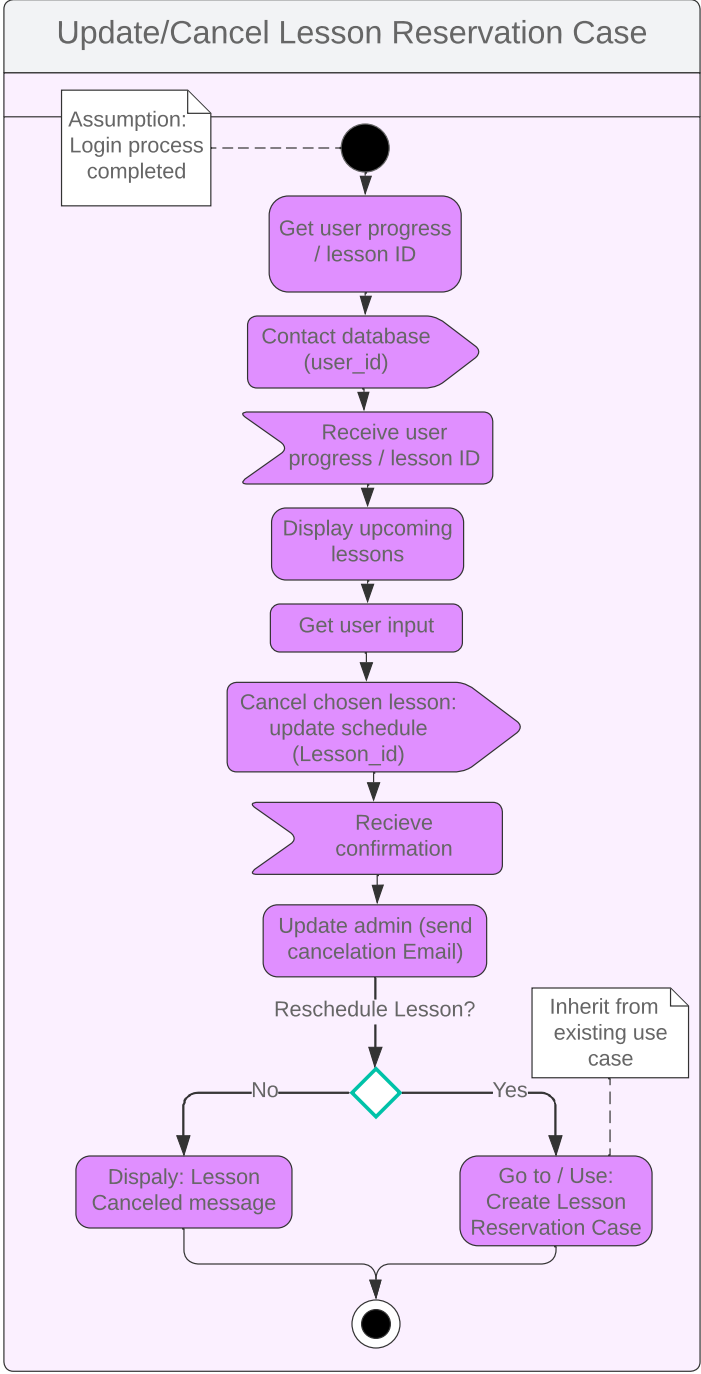 Update/Cancel Lesson Reservation Case
Assumption:
Login process
completed
Get user progress
/ lesson ID
Contact database
(user_id)
Receive user
progress / lesson ID
Display upcoming
lessons
Get user input
Cancel chosen lesson:
update schedule
(Lesson_id)
Recieve
confirmation
Update admin (send
cancelation Email)
Reschedule Lesson?
Inherit from
existing use
case
No
Yes
Dispaly: Lesson
Canceled message
Go to / Use:
Create Lesson
Reservation Case